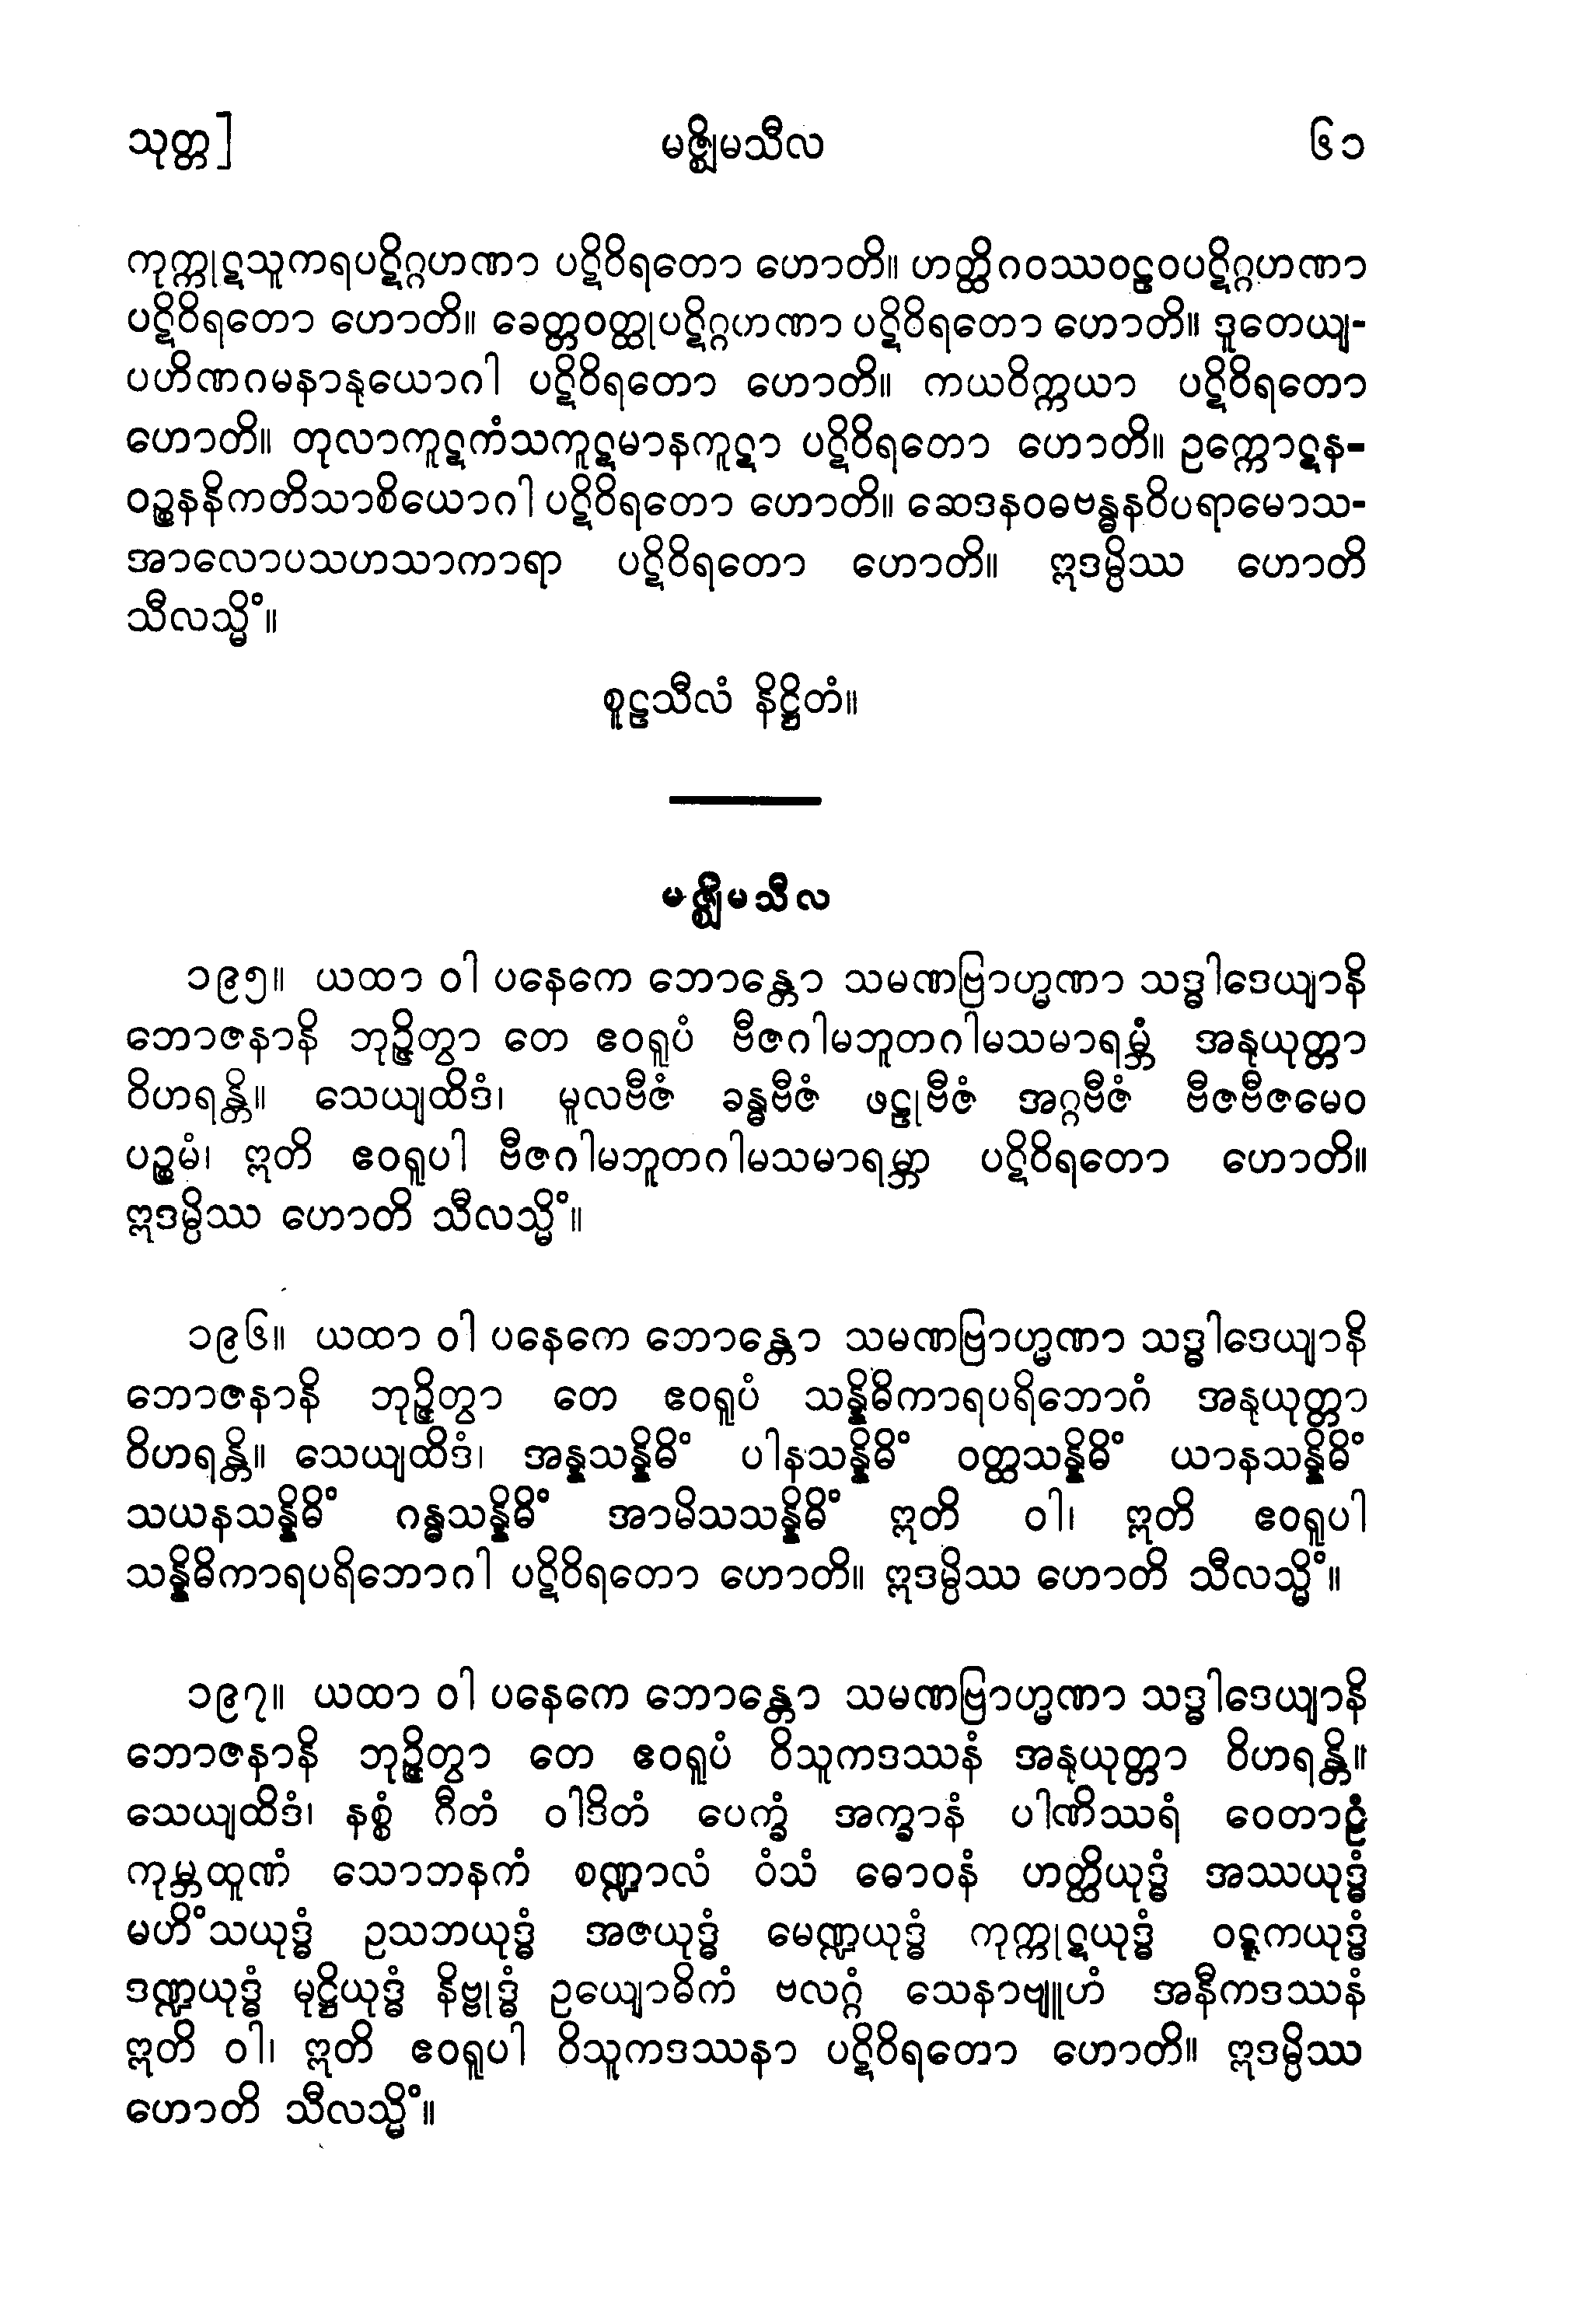 သုတ္တ] မဇ္ဈိမသီလ ၆၁
ကုက္ကုဋသူကရပဋိဂ္ဂဟဏာ ပဋိဝိရတော ဟောတိ။ ဟတ္ထိဂဝဿဝဠဝပဋိဂ္ဂဟဏာ
ပဋိဝိရတော ဟောတိ။ ခေတ္တဝတ္ထုပဋိဂ္ဂဟဏာ ပဋိဝိရတော ဟောတိ။ ဒူတေယျ-
ပဟိဏဂမနာနုယောဂါ ပဋိဝိရတော ဟောတိ။ ကယဝိက္ကယာ ပဋိဝိရတော
ဟောတိ။ တုလာကူဋကံသကူဋမာနကူဋာ ပဋိဝိရတော ဟောတိ။ ဥက္ကောဋန-
ဝဉ္စနနိကတိသာစိယောဂါ ပဋိဝိရတော ဟောတိ။ ဆေဒနဝဓဗန္ဓနဝိပရာမောသ-
အာလောပသဟသာကာရာ ပဋိဝိရတော ဟောတိ။ ဣဒမ္ပိဿ ဟောတိ
သီလသ္မိံ။
စူဠသီလံ နိဋ္ဌိတံ။
မဇ္ဈိမသီလ
၁၉၅။ ယထာ ဝါ ပနေကေ ဘောန္တော သမဏဗြာဟ္မဏာ သဒ္ဓါဒေယျာနိ
ဘောဇနာနိ ဘုဉ္ဇိတွာ တေ ဧဝရူပံ ဗီဇဂါမဘူတဂါမသမာရမ္ဘံ အနုယုတ္တာ
ဝိဟရန္တိ။ သေယျထိဒံ၊ မူလဗီဇံ ခန္ဓဗီဇံ ဖဠုဗီဇံ အဂ္ဂဗီဇံ ဗီဇဗီဇမေဝ
ပဉ္စမံ၊ ဣတိ ဧဝရူပါ ဗီဇဂါမဘူတဂါမသမာရမ္ဘာ ပဋိဝိရတော ဟောတိ။
ဣဒမ္ပိဿ ဟောတိ သီလသ္မိံ။
၁၉၆။ ယထာ ဝါ ပနေကေ ဘောန္တော သမဏဗြာဟ္မဏာ သဒ္ဓါဒေယျာနိ
ဘောဇနာနိ ဘုဉ္ဇိတွာ တေ ဧဝရူပံ သန္နိဓိကာရပရိဘောဂံ အနုယုတ္တာ
ဝိဟရန္တိ။ သေယျထိဒံ၊ အန္နသန္နိဓိံ ပါနသန္နိဓိံ ဝတ္ထသန္နိဓိံ ယာနသန္နိဓိံ
သယနသန္နိဓိံ ဂန္ဓသန္နိဓိံ အာမိသသန္နိဓိံ ဣတိ ဝါ၊ ဣတိ ဧဝရူပါ
သန္နိဓိကာရပရိဘောဂါ ပဋိဝိရတော ဟောတိ။ ဣဒမ္ပိဿ ဟောတိ သီလသ္မိံ။
၁၉၇။ ယထာ ဝါ ပနေကေ ဘောန္တော သမဏဗြာဟ္မဏာ သဒ္ဓါဒေယျာနိ
ဘောဇနာနိ ဘုဉ္ဇိတွာ တေ ဧဝရူပံ ဝိသူကဒဿနံ အနုယုတ္တာ ဝိဟရန္တိ။
သေယျထိဒံ၊ နစ္စံ ဂီတံ ဝါဒိတံ ပေက္ခံ အက္ခာနံ ပါဏိဿရံ ဝေတာဠံ
ကုမ္ဘထူဏံ သောဘနကံ စဏ္ဍာလံ ဝံသံ ဓောဝနံ ဟတ္ထိယုဒ္ဓံ အဿယုဒ္ဓံ
မဟိံသယုဒ္ဓံ ဥသဘယုဒ္ဓံ အဇယုဒ္ဓံ မေဏ္ဍယုဒ္ဓံ ကုက္ကုဋယုဒ္ဓံ ဝဋ္ဋကယုဒ္ဓံ
ဒဏ္ဍယုဒ္ဓံ မုဋ္ဌိယုဒ္ဓံ နိဗ္ဗုဒ္ဓံ ဥယျောဓိကံ ဗလဂ္ဂံ သေနာဗျူဟံ အနီကဒဿနံ
ဣတိ ဝါ၊ ဣတိ ဧဝရူပါ ဝိသူကဒဿနာ ပဋိဝိရတော ဟောတိ။ ဣဒမ္ပိဿ
ဟောတိ သီလသ္မိံ။